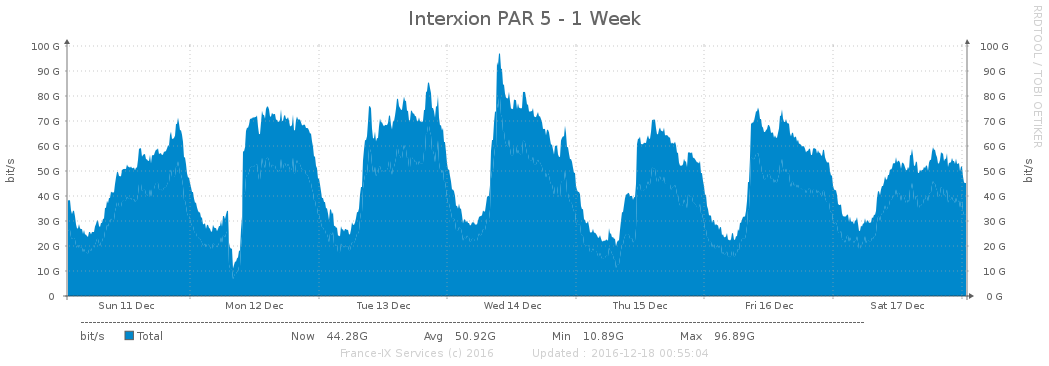 Interxion PAR 5 - 1 Week
RRDTOOL / TOBI OETIKER
100 G 100 G
90 G 90 G
80 G 80 G
70 G 70 G
60 G 60 G
50 G 50 G
40 G 40 G
30 G 30 G
20 G 20 G
10 G 10 G
0 0 G
bit/s
bit/s
Sun 11 Dec Mon 12 Dec Tue 13 Dec Wed 14 Dec Thu 15 Dec Fri 16 Dec Sat 17 Dec
bit/s Total Now 44.28G Avg 50.92G Min 10.89G Max 96.89G
France-IX Services (c) 2016 Updated : 2016-12-18 00:55:04